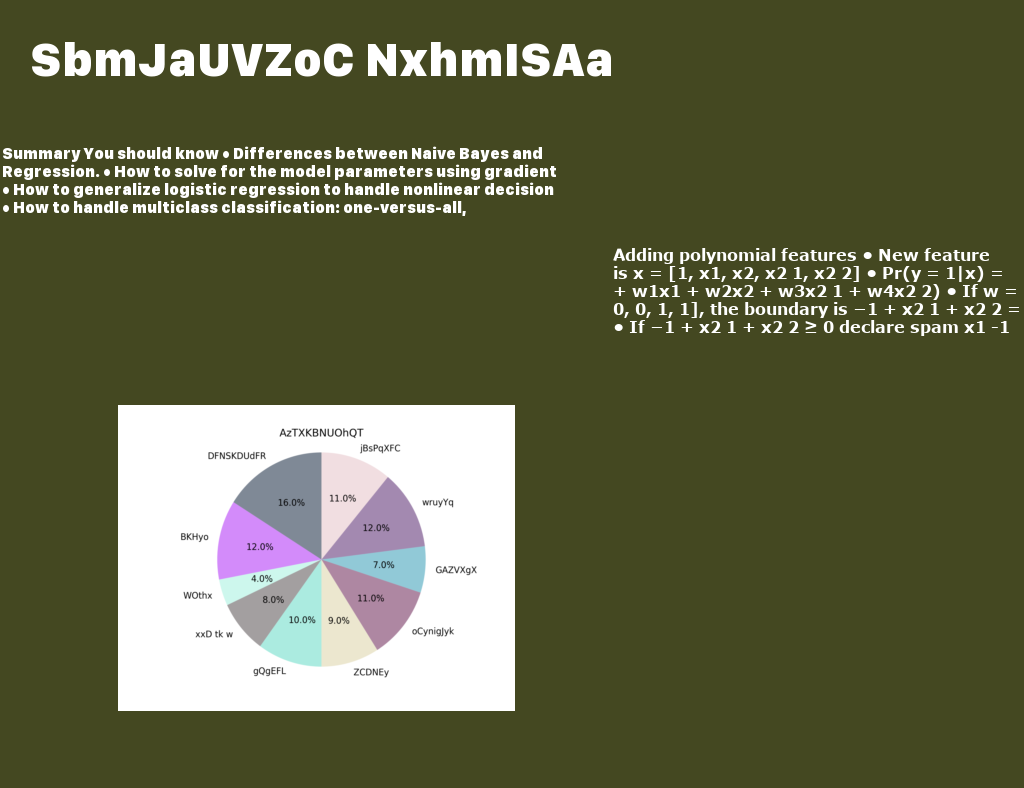 SbmJaUVZoC NxhmISAa
Summary You should know • Differences between Naive Bayes and
Regression. • How to solve for the model parameters using gradient
• How to generalize logistic regression to handle nonlinear decision
• How to handle multiclass classification: one-versus-all,
Adding polynomial features • New feature
is x = [1, x1, x2, x2 1, x2 2] • Pr(y = 1|x) =
+ w1x1 + w2x2 + w3x2 1 + w4x2 2) • If w =
0, 0, 1, 1], the boundary is −1 + x2 1 + x2 2 =
• If −1 + x2 1 + x2 2 ≥ 0 declare spam x1 -1
AzTXKBNUOhQT
jBsPqXFC
DFNSKDUdFR
16.0%
11.0%
wruyYq
12.0%
BKHyo
12.0%
7.0%
GAZVXgX
4.0%
WOthx
8.0%
11.0%
xxD tk w
10.0%
9.0%
oCynigJyk
gQgEFL
ZCDNEy